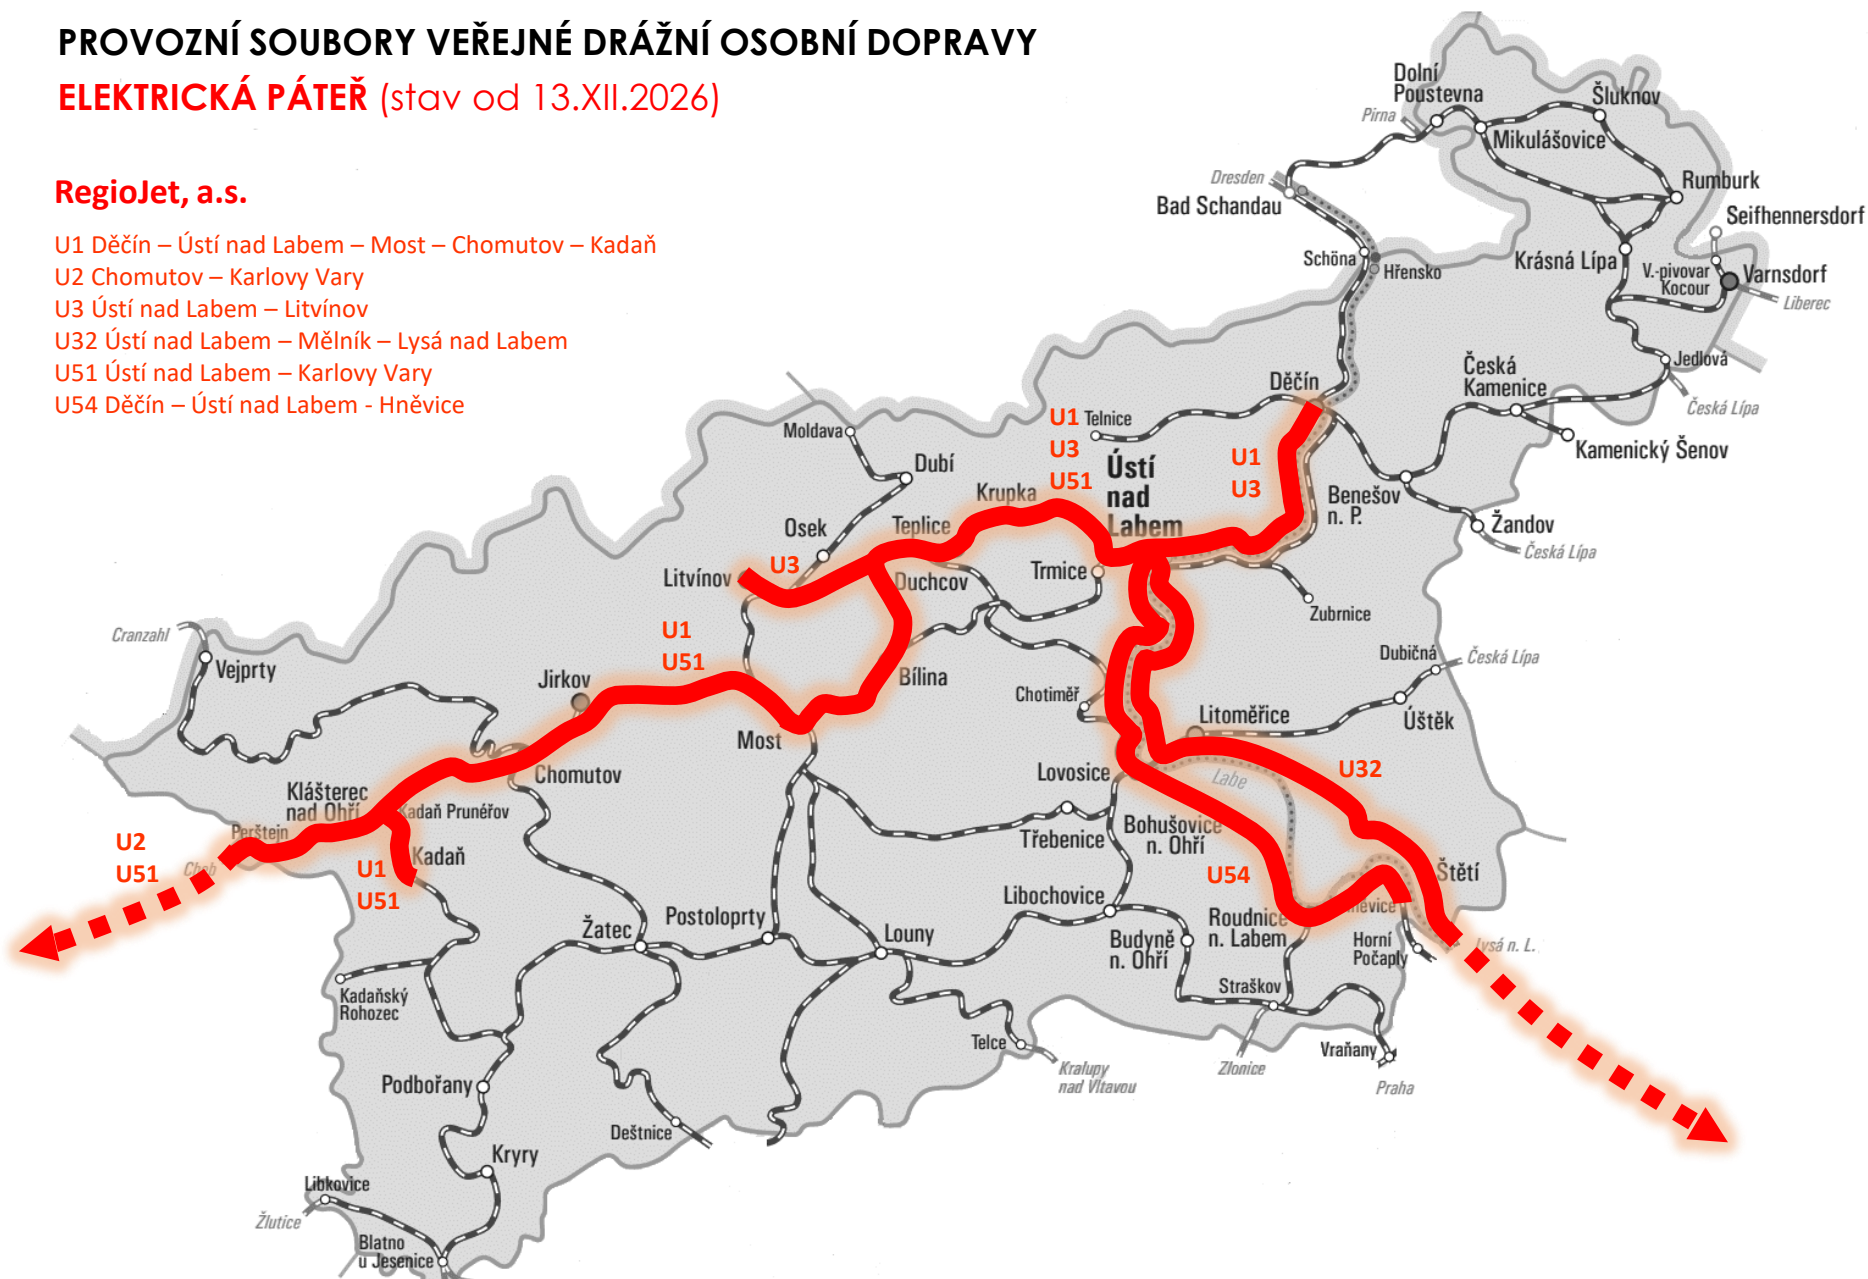 PROVOZNÍ SOUBORY VEŘEJNÉ DRÁŽNÍ OSOBNÍ DOPRAVY
ELEKTRICKÁ PÁTEŘ (stav od 13.XII.2026)
RegioJet, a.s.
U1 Děčín – Ústí nad Labem – Most – Chomutov – Kadaň
U2 Chomutov – Karlovy Vary
U3 Ústí nad Labem – Litvínov
U32 Ústí nad Labem – Mělník – Lysá nad Labem
U51 Ústí nad Labem – Karlovy Vary
U54 Děčín – Ústí nad Labem - Hněvice
Dolní
Poustevna
Šluknov
Pirna
Mikulášovice
Dresden
Rumburk
Bad Schandau
Seifhennersdorf
Schöna
Hřensko
Krásná Lípa
V.-pivovar
Kocour
Varnsdorf
Liberec
Jedlová
Česká
Kamenice
Děčín
Česká Lípa
U1
U3
U51
Telnice
Moldava
Kamenický Šenov
Dubí
Ústí
nad
Labem
U1
U3
Krupka
Benešov
n. P.
Osek
Teplice
Žandov
Česká Lípa
U3
Litvínov
Duchcov
Trmice
Zubrnice
Cranzahl
U1
U51
Vejprty
Dubičná
Česká Lípa
Jirkov
Bílina
Chotiměř
Litoměřice
Úštěk
Most
Chomutov
Lovosice
Labe
U32
Klášterec
nad Ohří
Kadaň Prunéřov
Perštejn
Třebenice
Bohušovice
n. Ohří
U2
U51
Cheb
Kadaň
U1
U51
U54
Štětí
Libochovice
Hněvice
Postoloprty
Roudnice
n. Labem
Žatec
Louny
Budyně
n. Ohří
Horní
Počaply
Lysá n. L.
Kadaňský
Rohozec
Straškov
Telce
Vraňany
Kralupy
nad Vltavou
Zlonice
Praha
Podbořany
Deštnice
Kryry
Libkovice
Žlutice
Blatno
u Jesenice